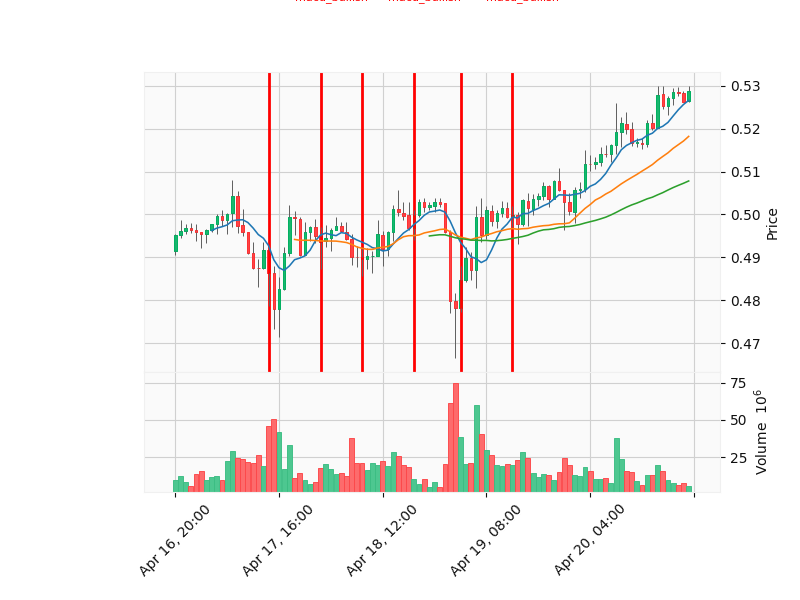 0.53
0.52
0.51
0.50
0.49
0.48
0.47
Price
75
50
25
Volume 10⁶
Apr 16, 20:00
Apr 17, 16:00
Apr 18, 12:00
Apr 19, 08:00
Apr 20, 04:00